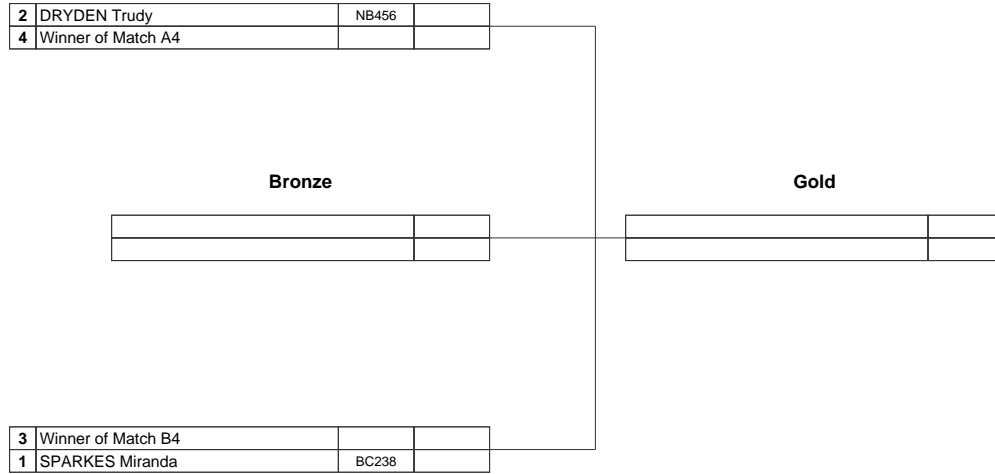 2 DRYDEN Trudy NB456
4 Winner of Match A4
Bronze Gold
3 Winner of Match B4
1 SPARKES Miranda BC238